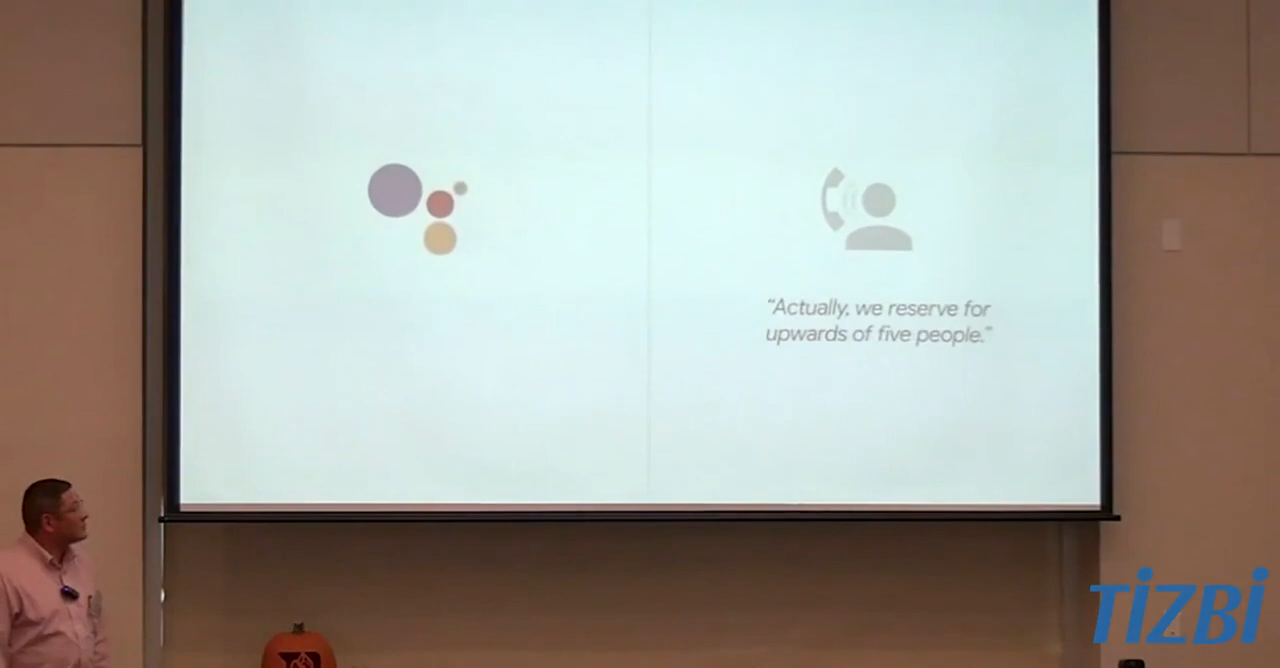 “Actually, we reserve for
upwards of five people.”
TiZBi